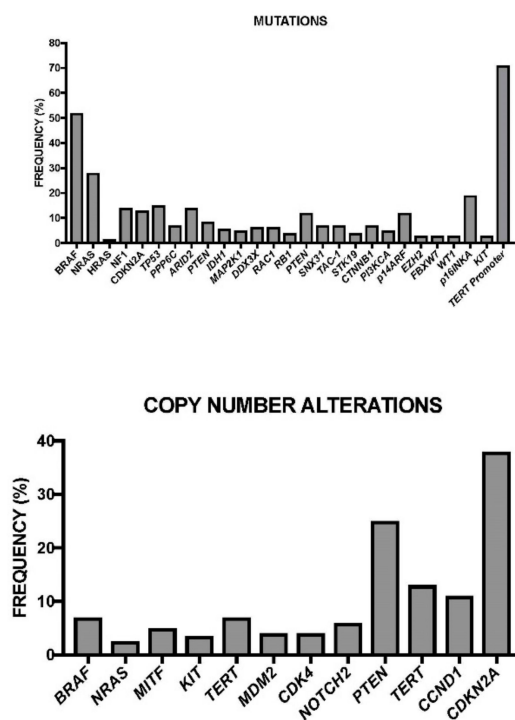 MUTATIONS
FREQUENCY (%)
80
70
60
50
40
30
20
10
0
BRAF
NRAS
HRAS
NF1
CDKN2A
TP53
PPP6C
ARID2
PTEN
IDH1
MAP2K1
DDX3X
RAC1
RB1
PTEN
SNX31
TAC-1
STK19
CTNNB1
PI3KCA
p14ARF
EZH2
FBXW7
WT1
p16INKA
KIT
TERT Promoter
COPY NUMBER ALTERATIONS
FREQUENCY (%)
40
30
20
10
0
BRAF
NRAS
MITF
KIT
TERT
MDM2
CDK4
NOTCH2
PTEN
TERT
CCND1
CDKN2A